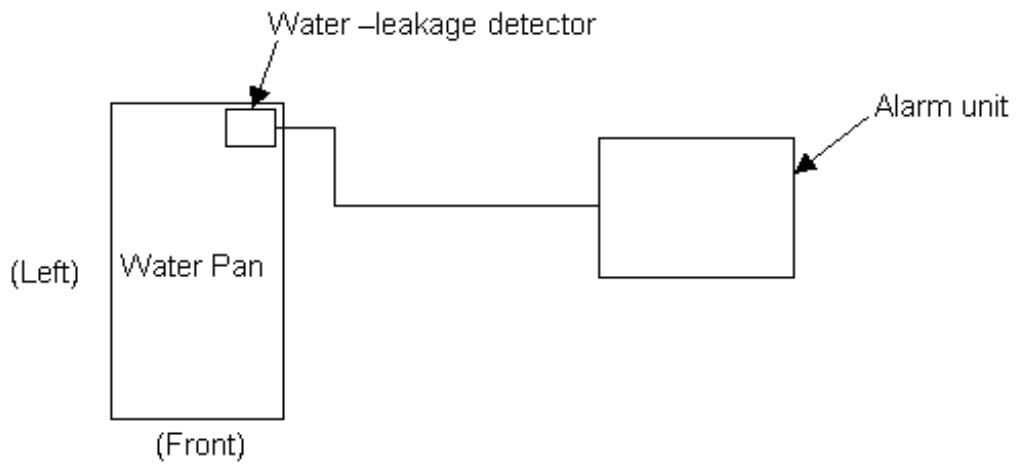 Water –leakage detector
Alarm unit
(Left)
Water Pan
(Front)